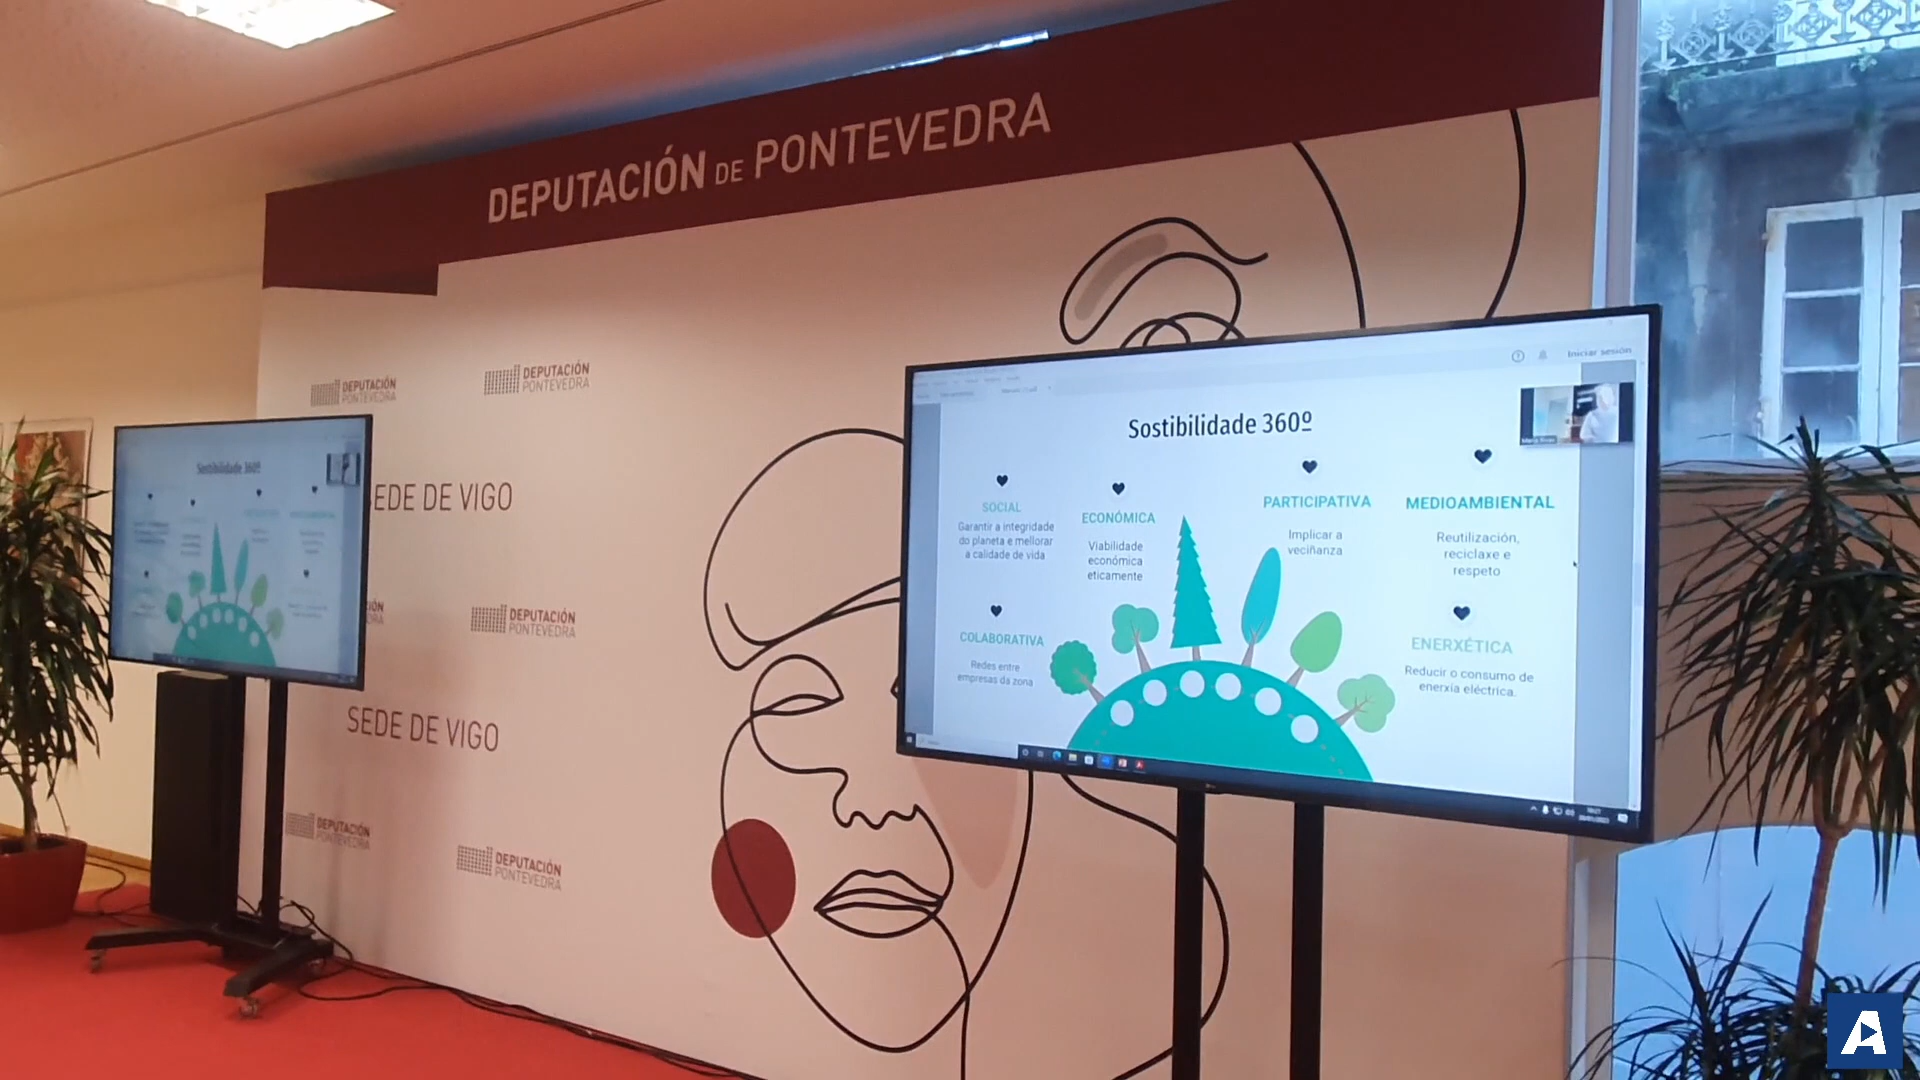 DEPUTACIÓN DE PONTEVEDRA
DEPUTACIÓN
PONTEVEDRA
DEPUTACIÓN
PONTEVEDRA
EDE DE VIGO
IÓN
DRA
DEPUTACIÓN
PONTEVEDRA
SEDE DE VIGO
DEPUTACIÓN
PONTEVEDRA
DEPUTACIÓN
PONTEVEDRA
Sostibilidade 360º
Iniciar sesión
Sostibilidade 360º
SOCIAL
Garantir a integridade
do planeta e mellorar
a calidade de vida
ECONÓMICA
Viabilidade
económica
eticamente
PARTICIPATIVA
Implicar a
veciñanza
MEDIOAMBIENTAL
Reutilización,
reciclaxe e
respeto
COLABORATIVA
Redes entre
empresas da zona
ENERXÉTICA
Reducir o consumo de
enerxía eléctrica.
A